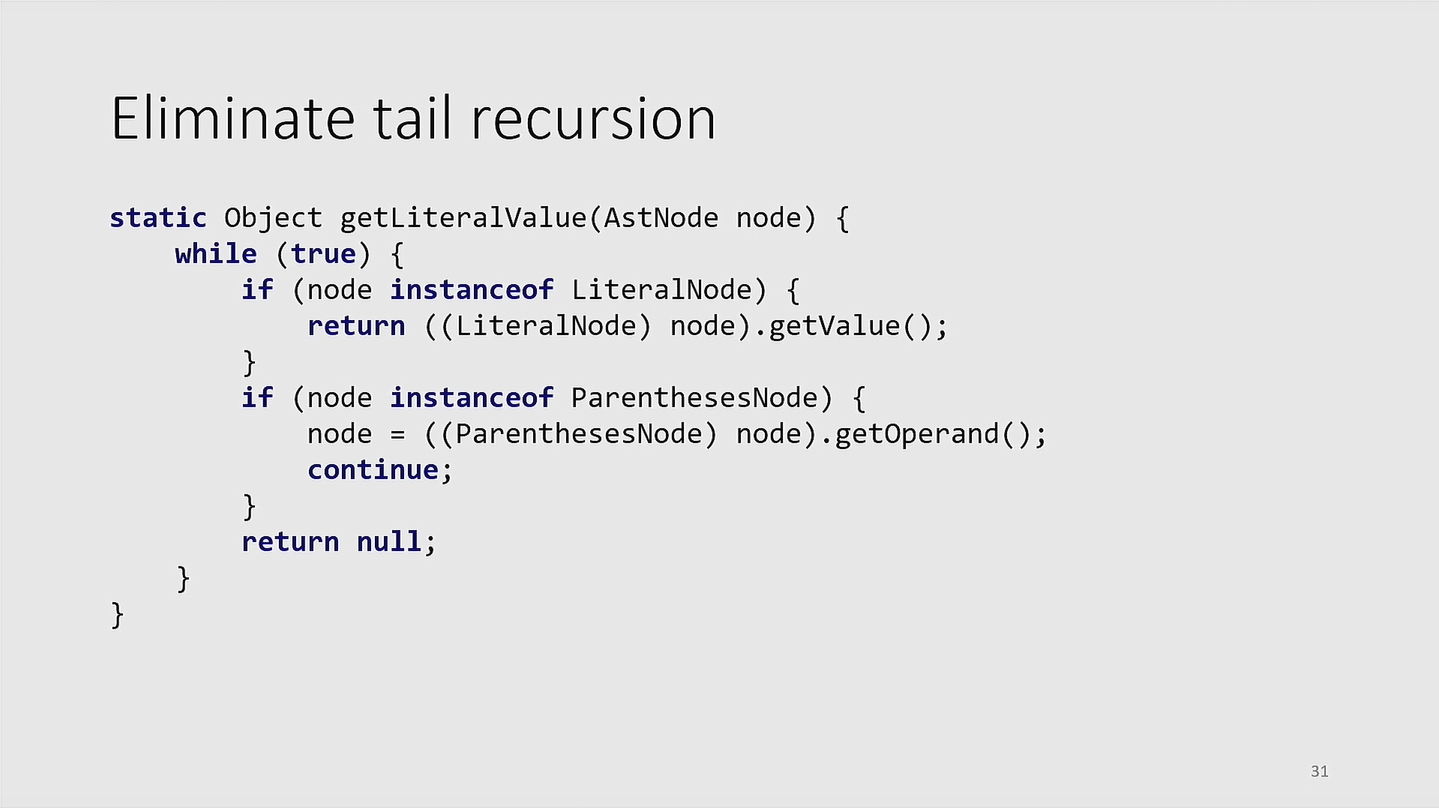 Eliminate tail recursion
static Object getLiteralValue(AstNode node) {
    while (true) {
        if (node instanceof LiteralNode) {
            return ((LiteralNode) node).getValue();
        }
        if (node instanceof ParenthesesNode) {
            node = ((ParenthesesNode) node).getOperand();
            continue;
        }
        return null;
    }
}
31